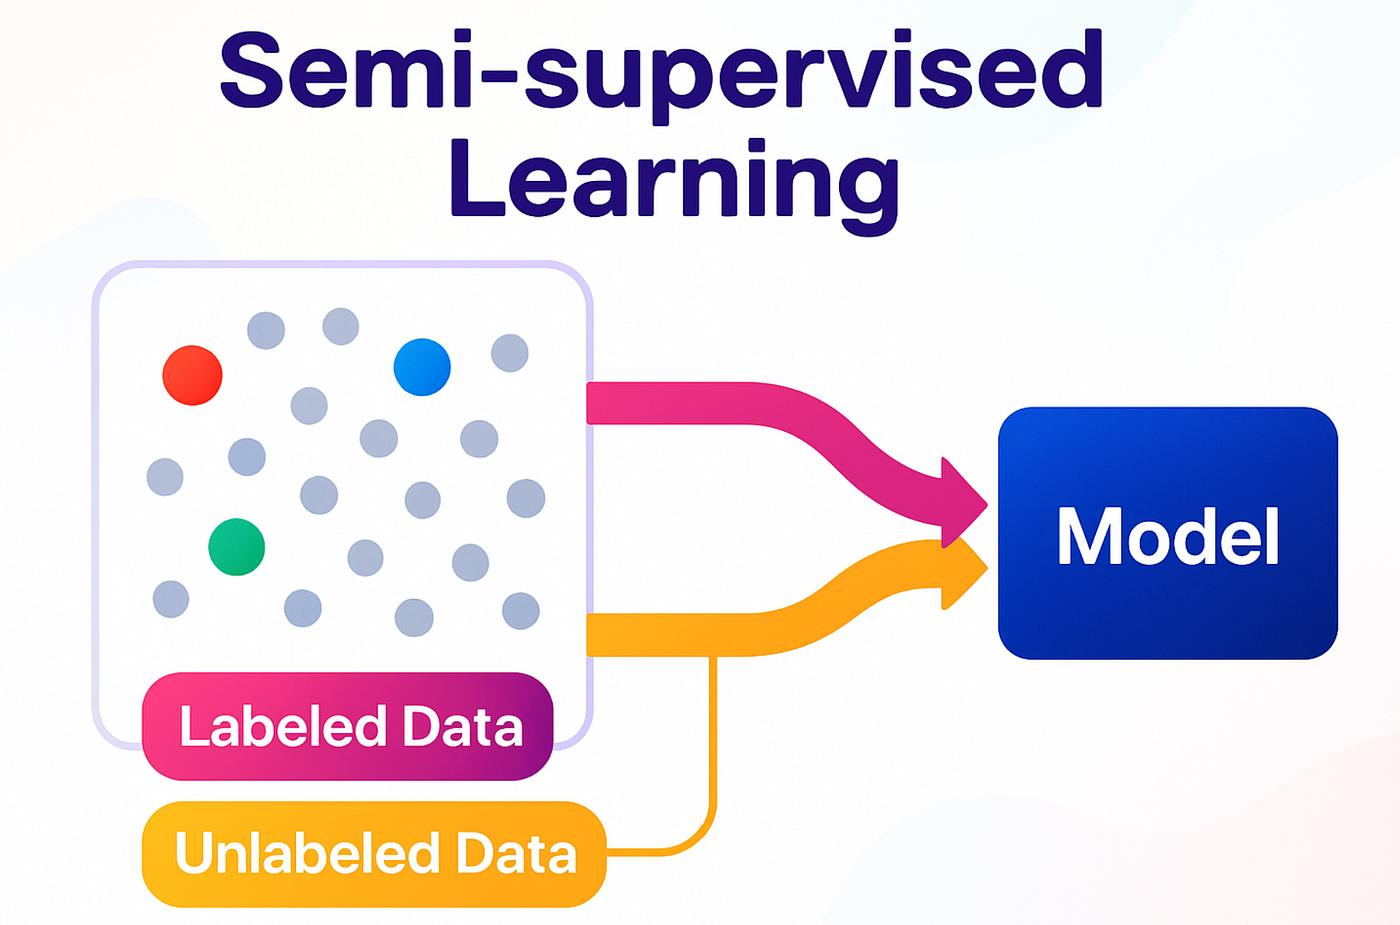 Semi-supervised
Learning
Model
Labeled Data
Unlabeled Data